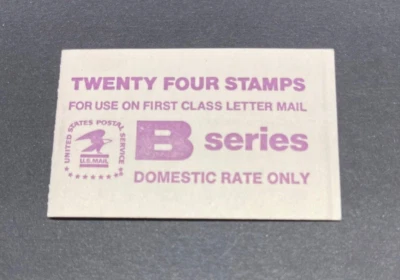 TWENTY FOUR STAMPS
FOR USE ON FIRST CLASS LETTER MAIL
UNITED STATES POSTAL SERVICE
U.S. MAIL
B series
DOMESTIC RATE ONLY